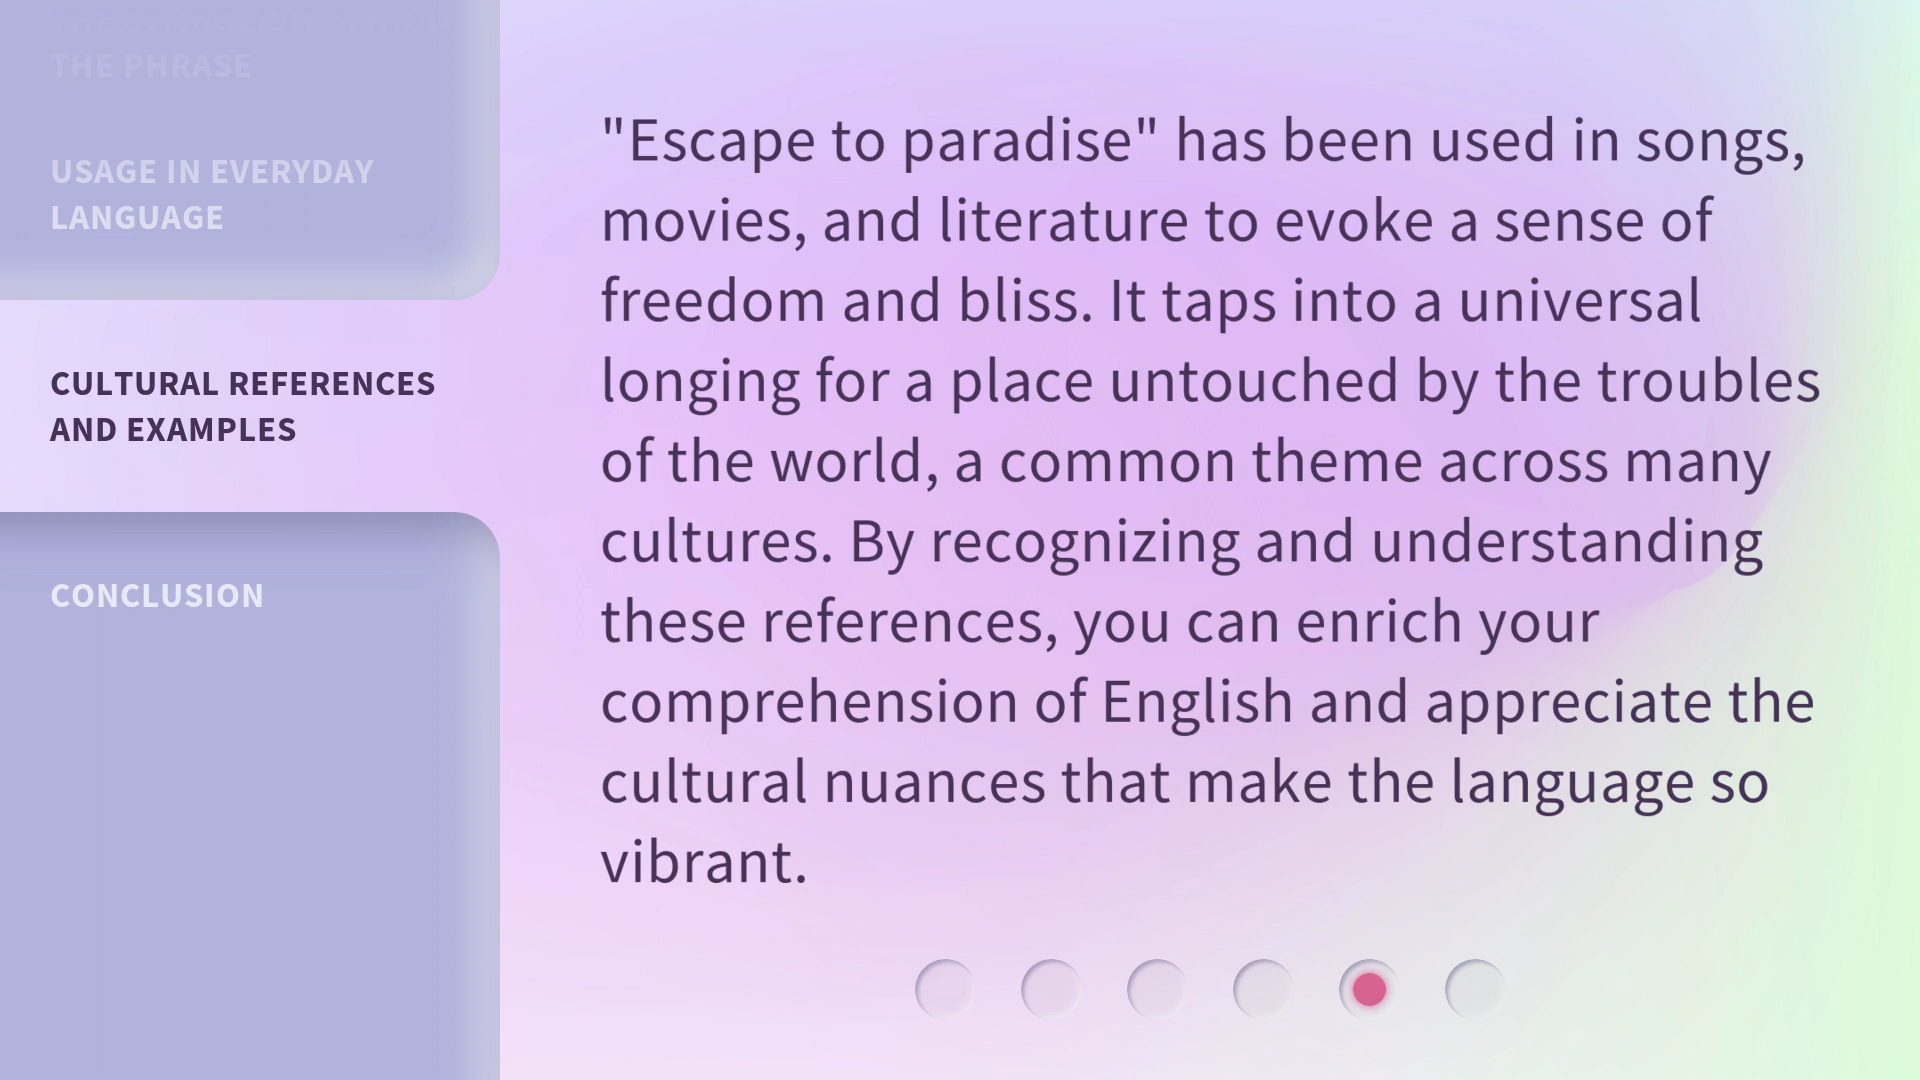 THE PHRASE
USAGE IN EVERYDAY
LANGUAGE
CULTURAL REFERENCES
AND EXAMPLES
CONCLUSION
"Escape to paradise" has been used in songs,
movies, and literature to evoke a sense of
freedom and bliss. It taps into a universal
longing for a place untouched by the troubles
of the world, a common theme across many
cultures. By recognizing and understanding
these references, you can enrich your
comprehension of English and appreciate the
cultural nuances that make the language so
vibrant.